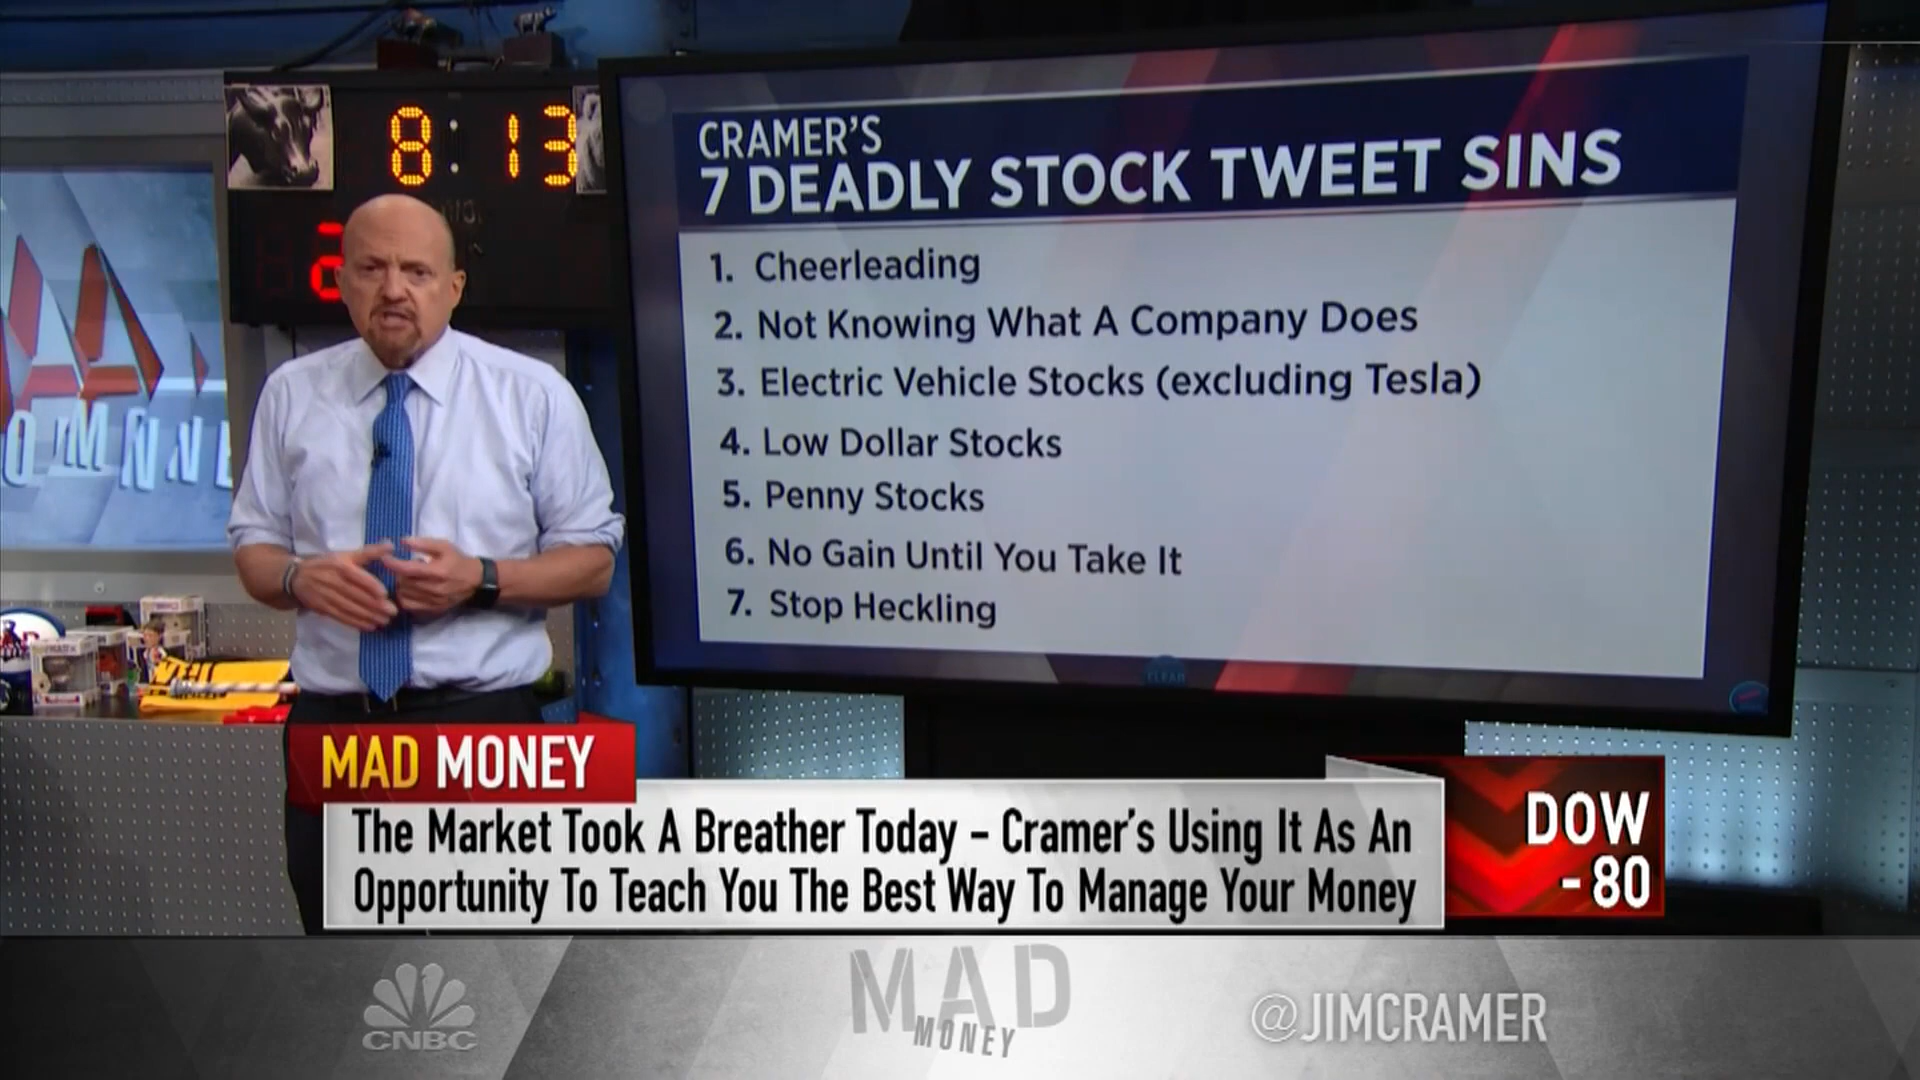 8:13
CRAMER'S
7 DEADLY STOCK TWEET SINS
1. Cheerleading
2. Not Knowing What A Company Does
3. Electric Vehicle Stocks (excluding Tesla)
4. Low Dollar Stocks
5. Penny Stocks
6. No Gain Until You Take It
7. Stop Heckling
CLEAR
MAD MONEY
The Market Took A Breather Today – Cramer's Using It As An
Opportunity To Teach You The Best Way To Manage Your Money
DOW
-80
CNBC
MAD
MONEY
@JIMCRAMER